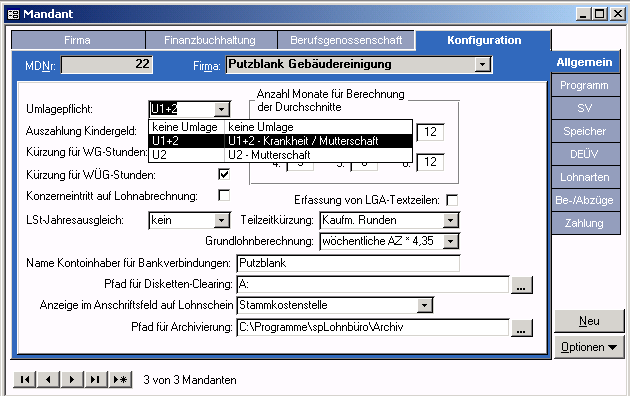 Mandant
Firma Finanzbuchhaltung Berufsgenossenschaft Konfiguration
MDNr: 22 Firma: Putzblank Gebäudereinigung
Allgemein
Programm
SV
Speicher
DEÜV
Lohnarten
Be-/Abzüge
Zahlung
Umlagepflicht: U1+2
Anzahl Monate für Berechnung
der Durchschnitte
keine Umlage keine Umlage
U1+2 U1+2 - Krankheit / Mutterschaft
U2 U2 - Mutterschaft
Auszahlung Kindergeld: 12
Kürzung für WG-Stunden: 12
Kürzung für WÜG-Stunden:
Konzerneintritt auf Lohnabrechnung: Erfassung von LGA-Textzeilen:
LSt-Jahresausgleich: kein Teilzeitkürzung: Kaufm. Runden
Grundlohnberechnung: wöchentliche AZ * 4,35
Name Kontoinhaber für Bankverbindungen: Putzblank
Pfad für Disketten-Clearing: A: ...
Anzeige im Anschriftsfeld auf Lohnschein Stammkostenstelle
Pfad für Archivierung: C:\Programme\spLohnbüro\Archiv ...
Neu
Optionen
3 von 3 Mandanten